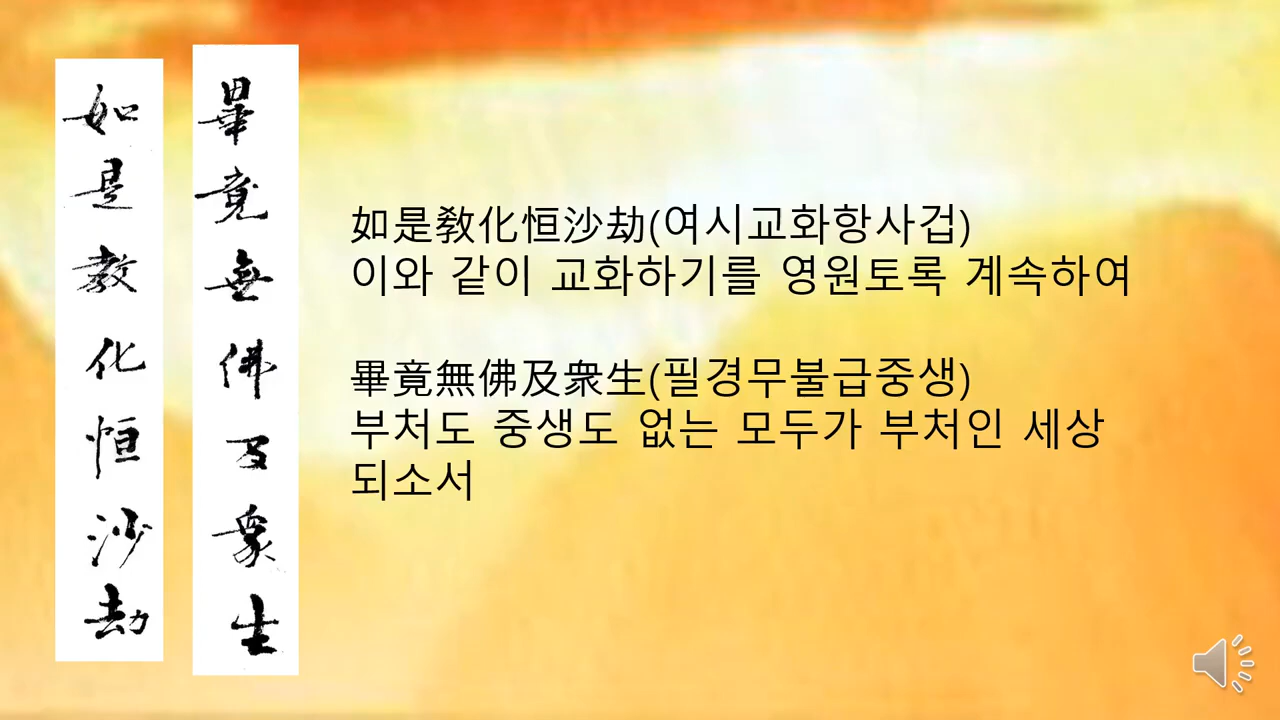 如是教化恒沙劫
畢竟無佛及衆生
如是敎化恒沙劫(여시교화항사겁)
이와 같이 교화하기를 영원토록 계속하여
畢竟無佛及衆生(필경무불급중생)
부처도 중생도 없는 모두가 부처인 세상
되소서